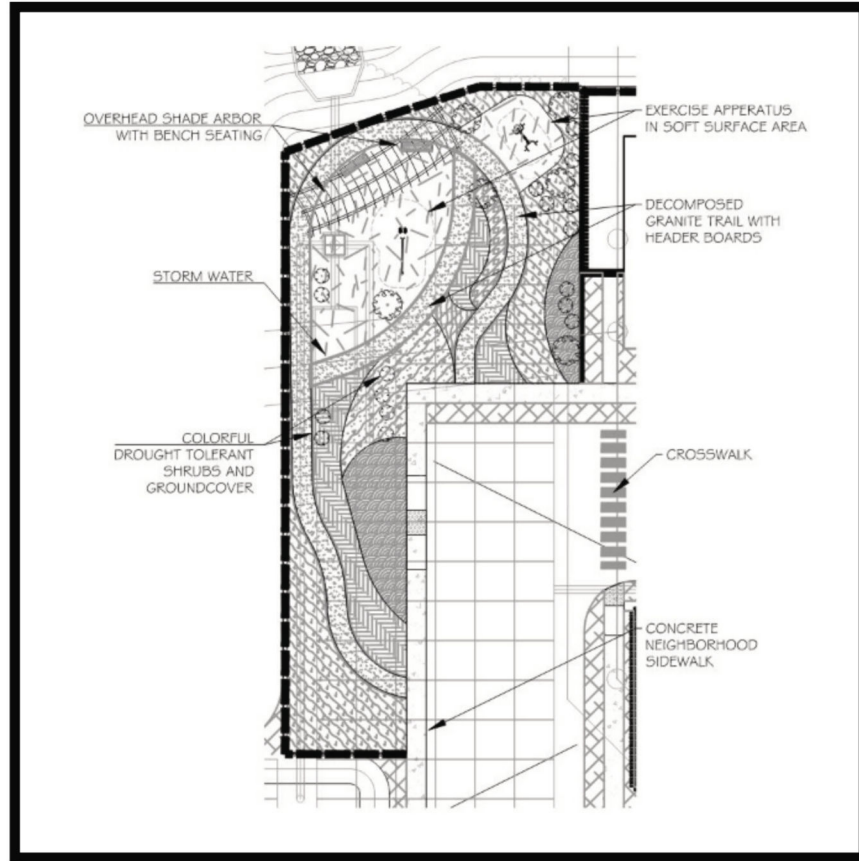 OVERHEAD SHADE ARBOR
WITH BENCH SEATING
EXERCISE APPARATUS
IN SOFT SURFACE AREA
DECOMPOSED
GRANITE TRAIL WITH
HEADER BOARDS
STORM WATER
COLORFUL
DROUGHT TOLERANT
SHRUBS AND
GROUNDCOVER
CROSSWALK
CONCRETE
NEIGHBORHOOD
SIDEWALK